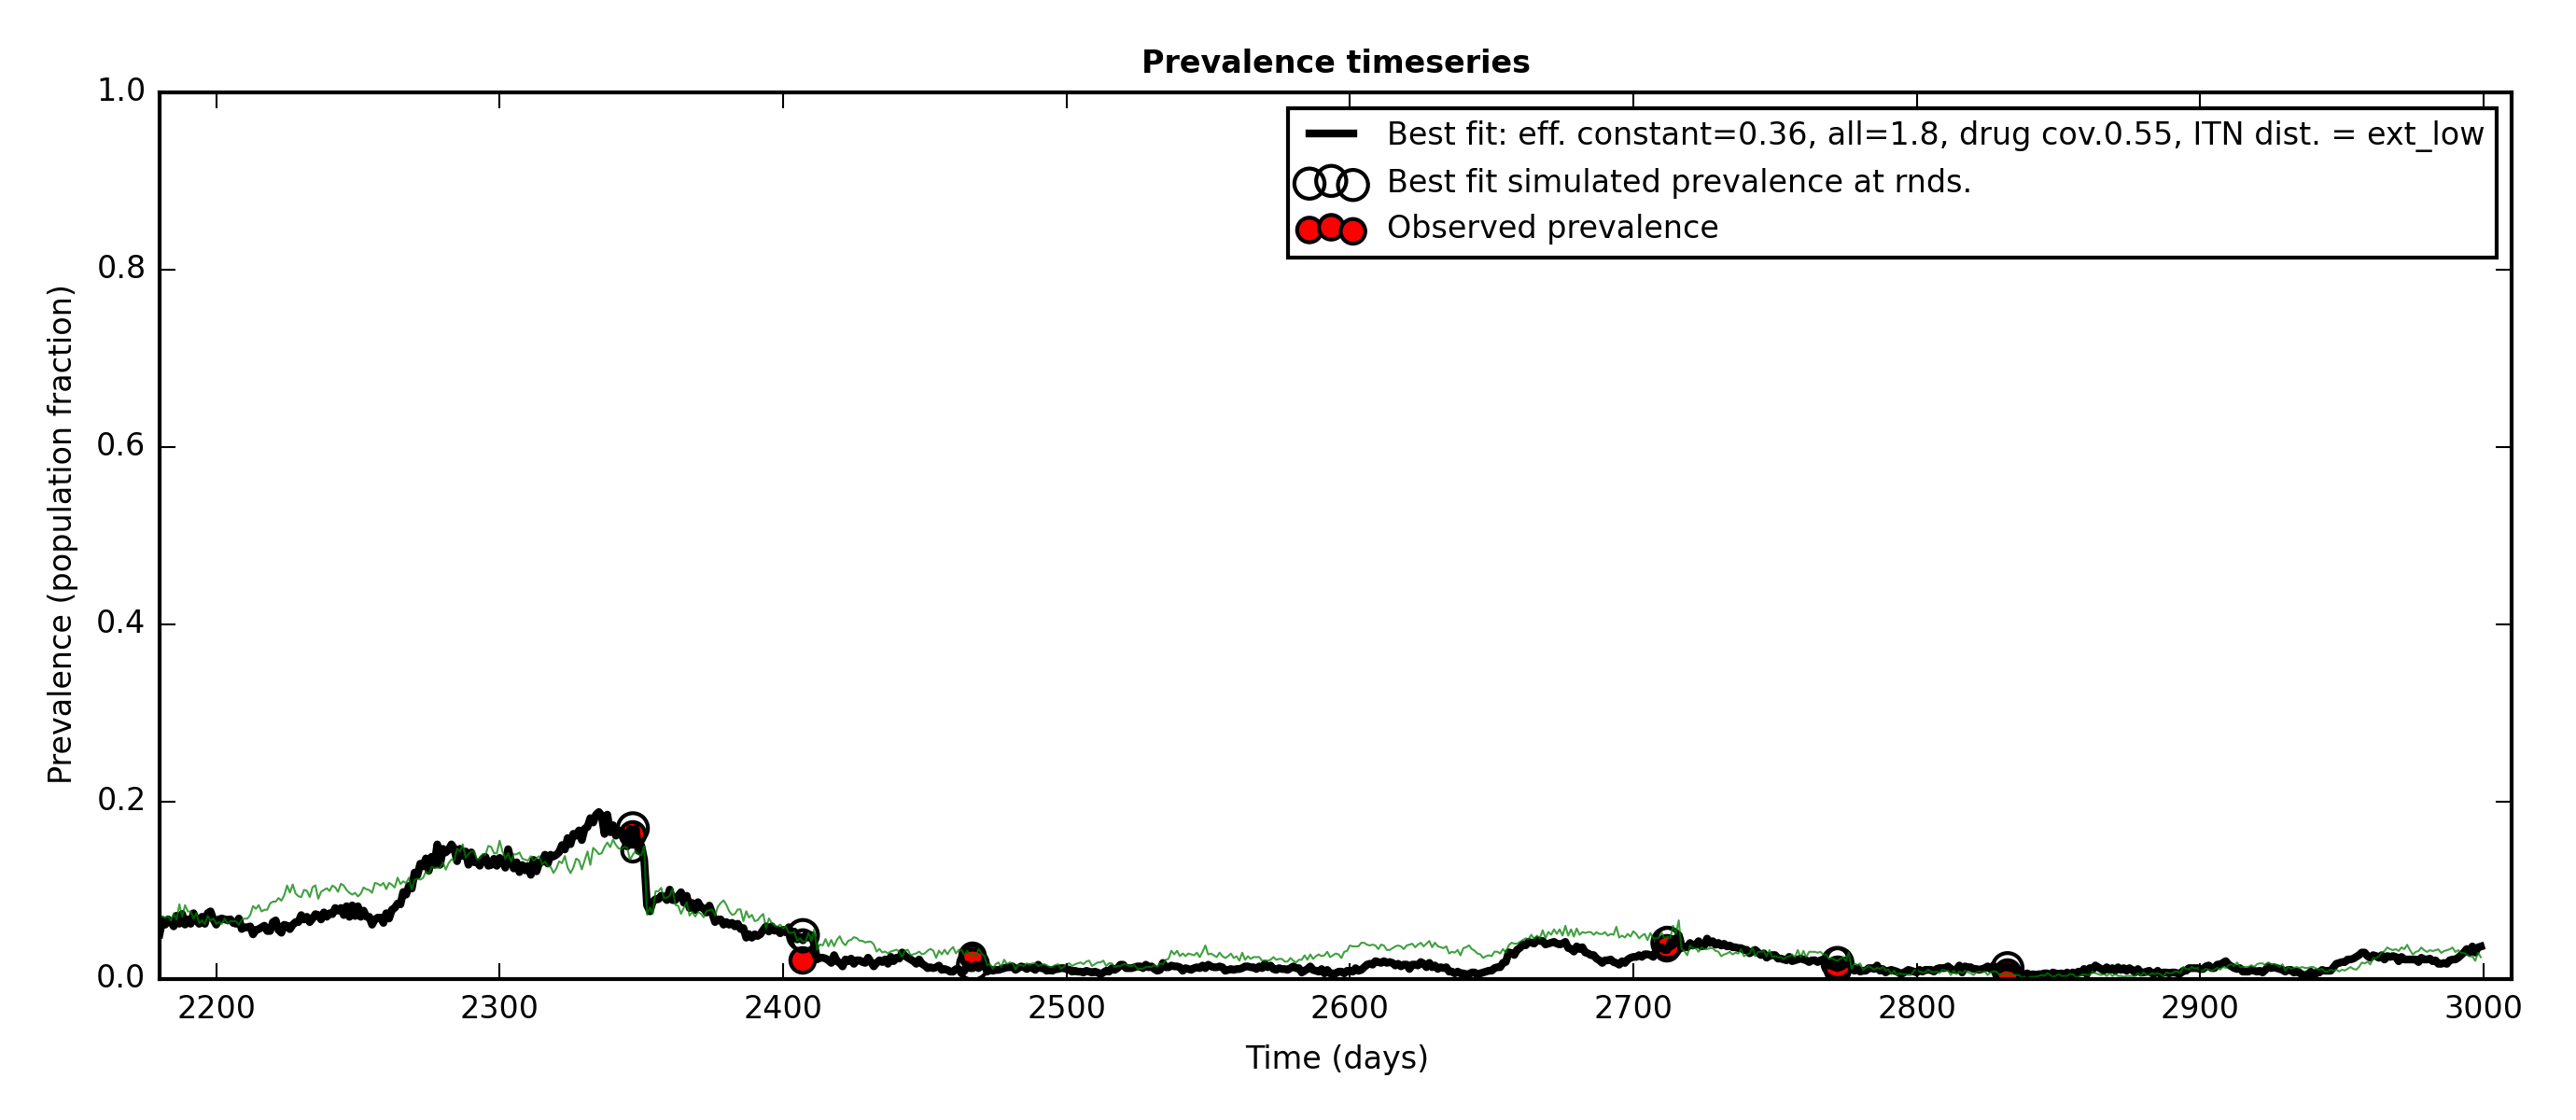 Prevalence timeseries
1.0
0.8
0.6
0.4
0.2
0.0
Prevalence (population fraction)
Best fit: eff. constant=0.36, all=1.8, drug cov.0.55, ITN dist. = ext_low
Best fit simulated prevalence at rnds.
Observed prevalence
2200 2300 2400 2500 2600 2700 2800 2900 3000
Time (days)